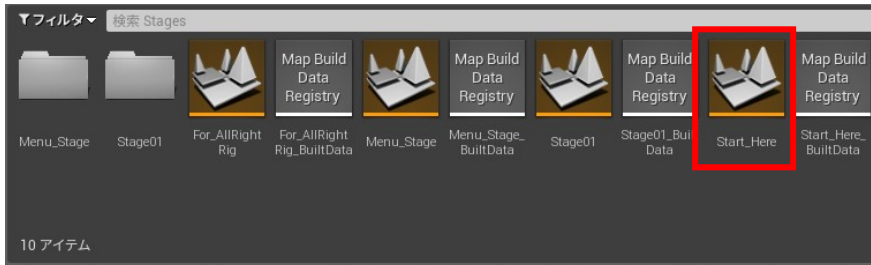 フィルタ
検索 Stages
Map Build
Data
Registry
Map Build
Data
Registry
Map Build
Data
Registry
Map Build
Data
Registry
Menu_Stage
Stage01
For_AllRight
Rig
For_AllRight
Rig_BuiltData
Menu_Stage
Menu_Stage_
BuiltData
Stage01
Stage01_Buil
Data
Start_Here
Start_Here_
BuiltData
10 アイテム